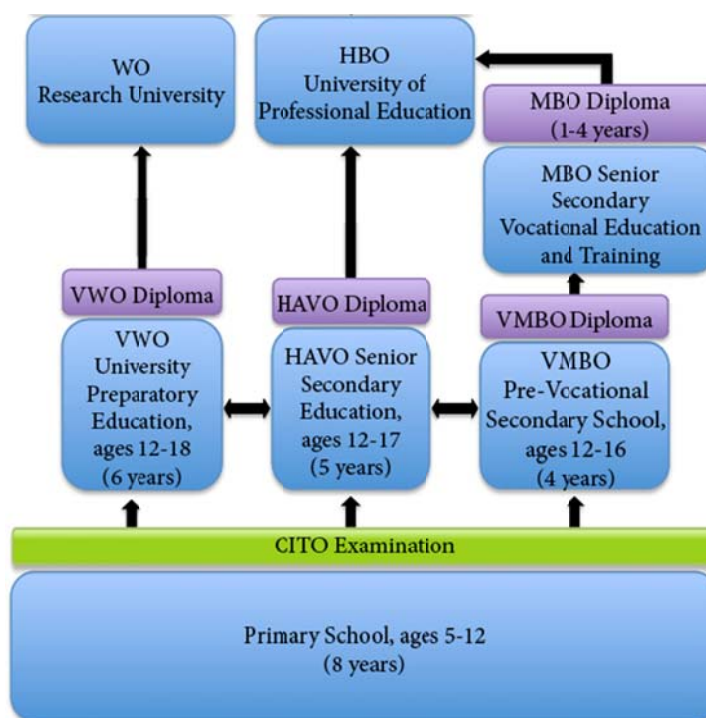 WO
Research University
HBO
University of
Professional Education
MBO Diploma
(1-4 years)
MBO Senior
Secondary
Vocational Education
and Training
VWO Diploma
HAVO Diploma
VMBO Diploma
VWO
University
Preparatory
Education,
ages 12-18
(6 years)
HAVO Senior
Secondary
Education,
ages 12-17
(5 years)
VMBO
Pre-Vocational
Secondary School,
ages 12-16
(4 years)
CITO Examination
Primary School, ages 5-12
(8 years)